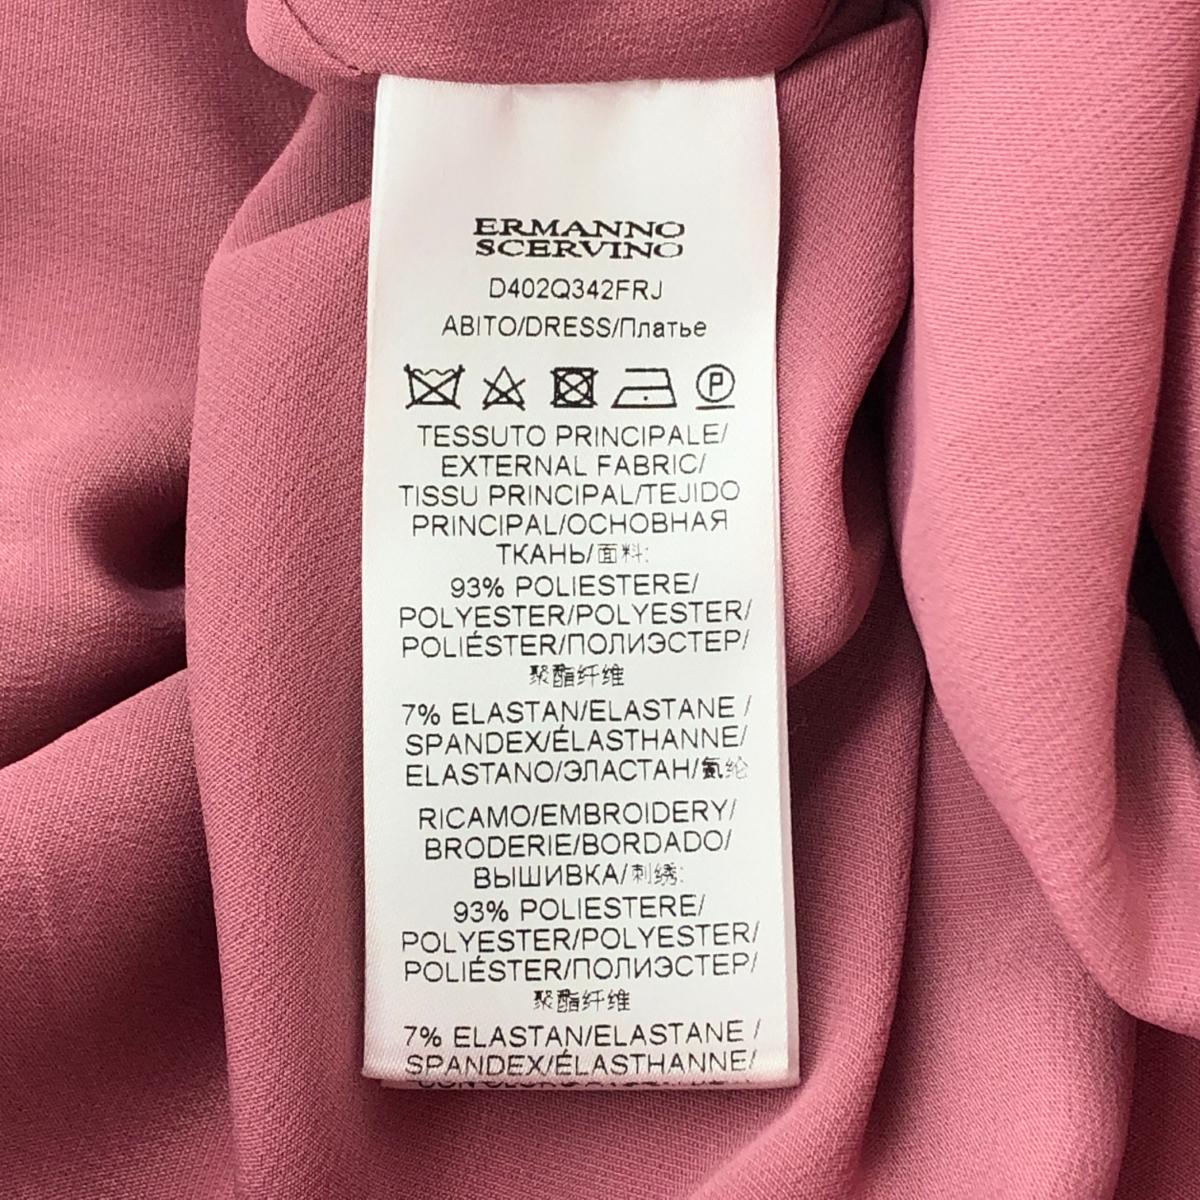 ERMANNO
SCERVINO
D402Q342FRJ
ABITO/DRESS/Платье
P
TESSUTO PRINCIPALE/
EXTERNAL FABRIC/
TISSU PRINCIPAL/TEJIDO
PRINCIPAL/ОСНОВНАЯ
ТКАНЬ/面料:
93% POLIESTERE/
POLYESTER/POLYESTER/
POLIÉSTER/ПОЛИЭСТЕР/
聚酯纤维
7% ELASTAN/ELASTANE /
SPANDEX/ÉLASTHANNE/
ELASTANO/ЭЛАСТАН/氨纶
RICAMO/EMBROIDERY/
BRODERIE/BORDADO/
ВЫШИВКА/刺绣:
93% POLIESTERE/
POLYESTER/POLYESTER/
POLIÉSTER/ПОЛИЭСТЕР/
聚酯纤维
7% ELASTAN/ELASTANE /
SPANDEX/ÉLASTHANNE/